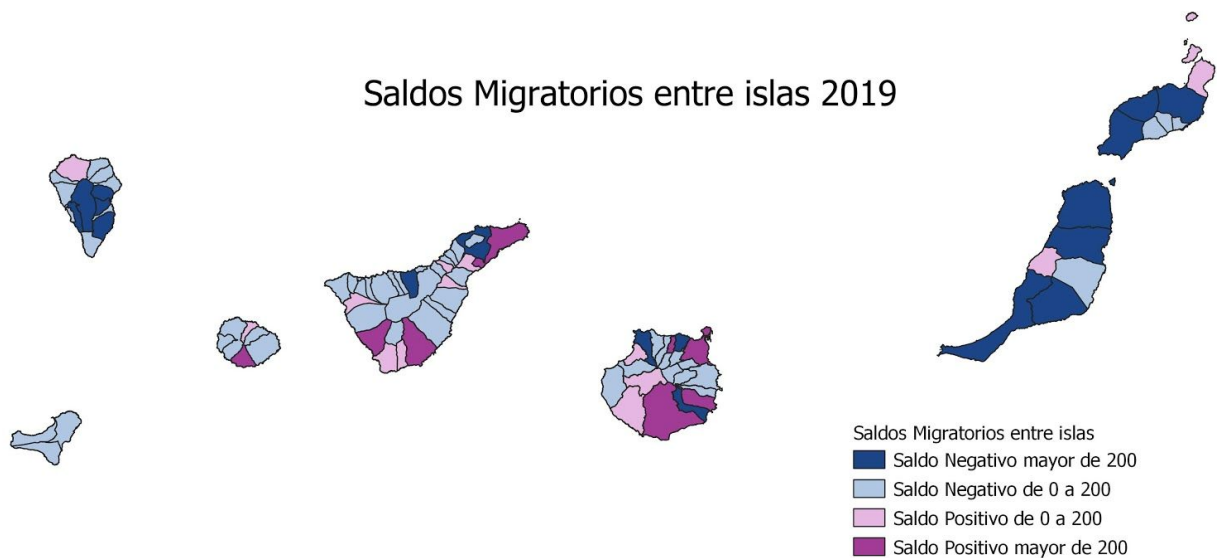 Saldos Migratorios entre islas 2019
Saldos Migratorios entre islas
Saldo Negativo mayor de 200
Saldo Negativo de 0 a 200
Saldo Positivo de 0 a 200
Saldo Positivo mayor de 200